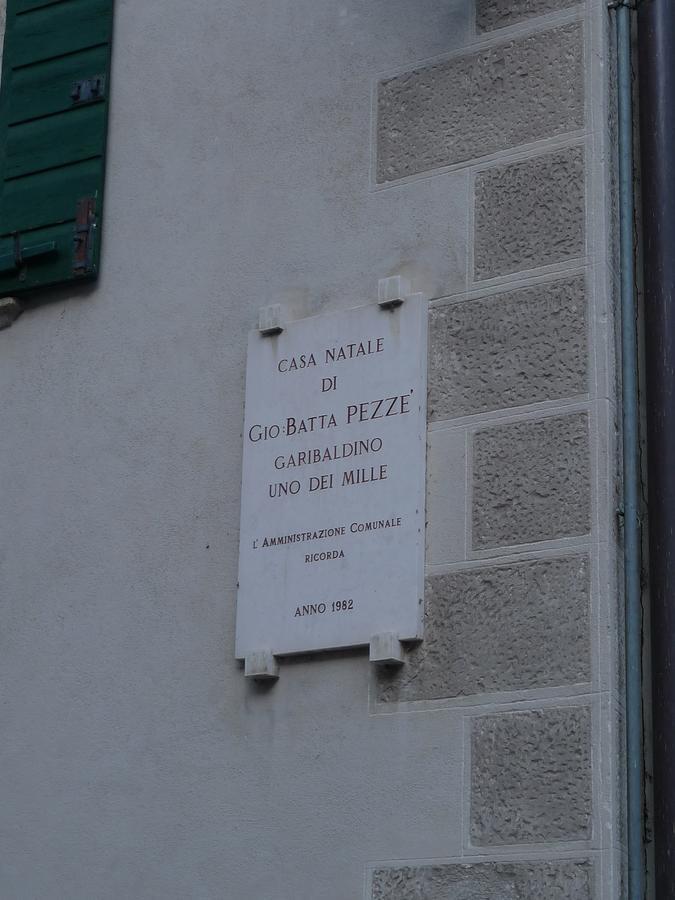 CASA NATALE
DI
GIO:BATTA PEZZE'
GARIBALDINO
UNO DEI MILLE
L' AMMINISTRAZIONE COMUNALE
RICORDA
ANNO 1982